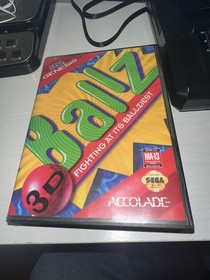 GENESIS
Ballz
3D
FIGHTING AT ITS BALLZIEST
MA-13
ACCOLADE
SEGA